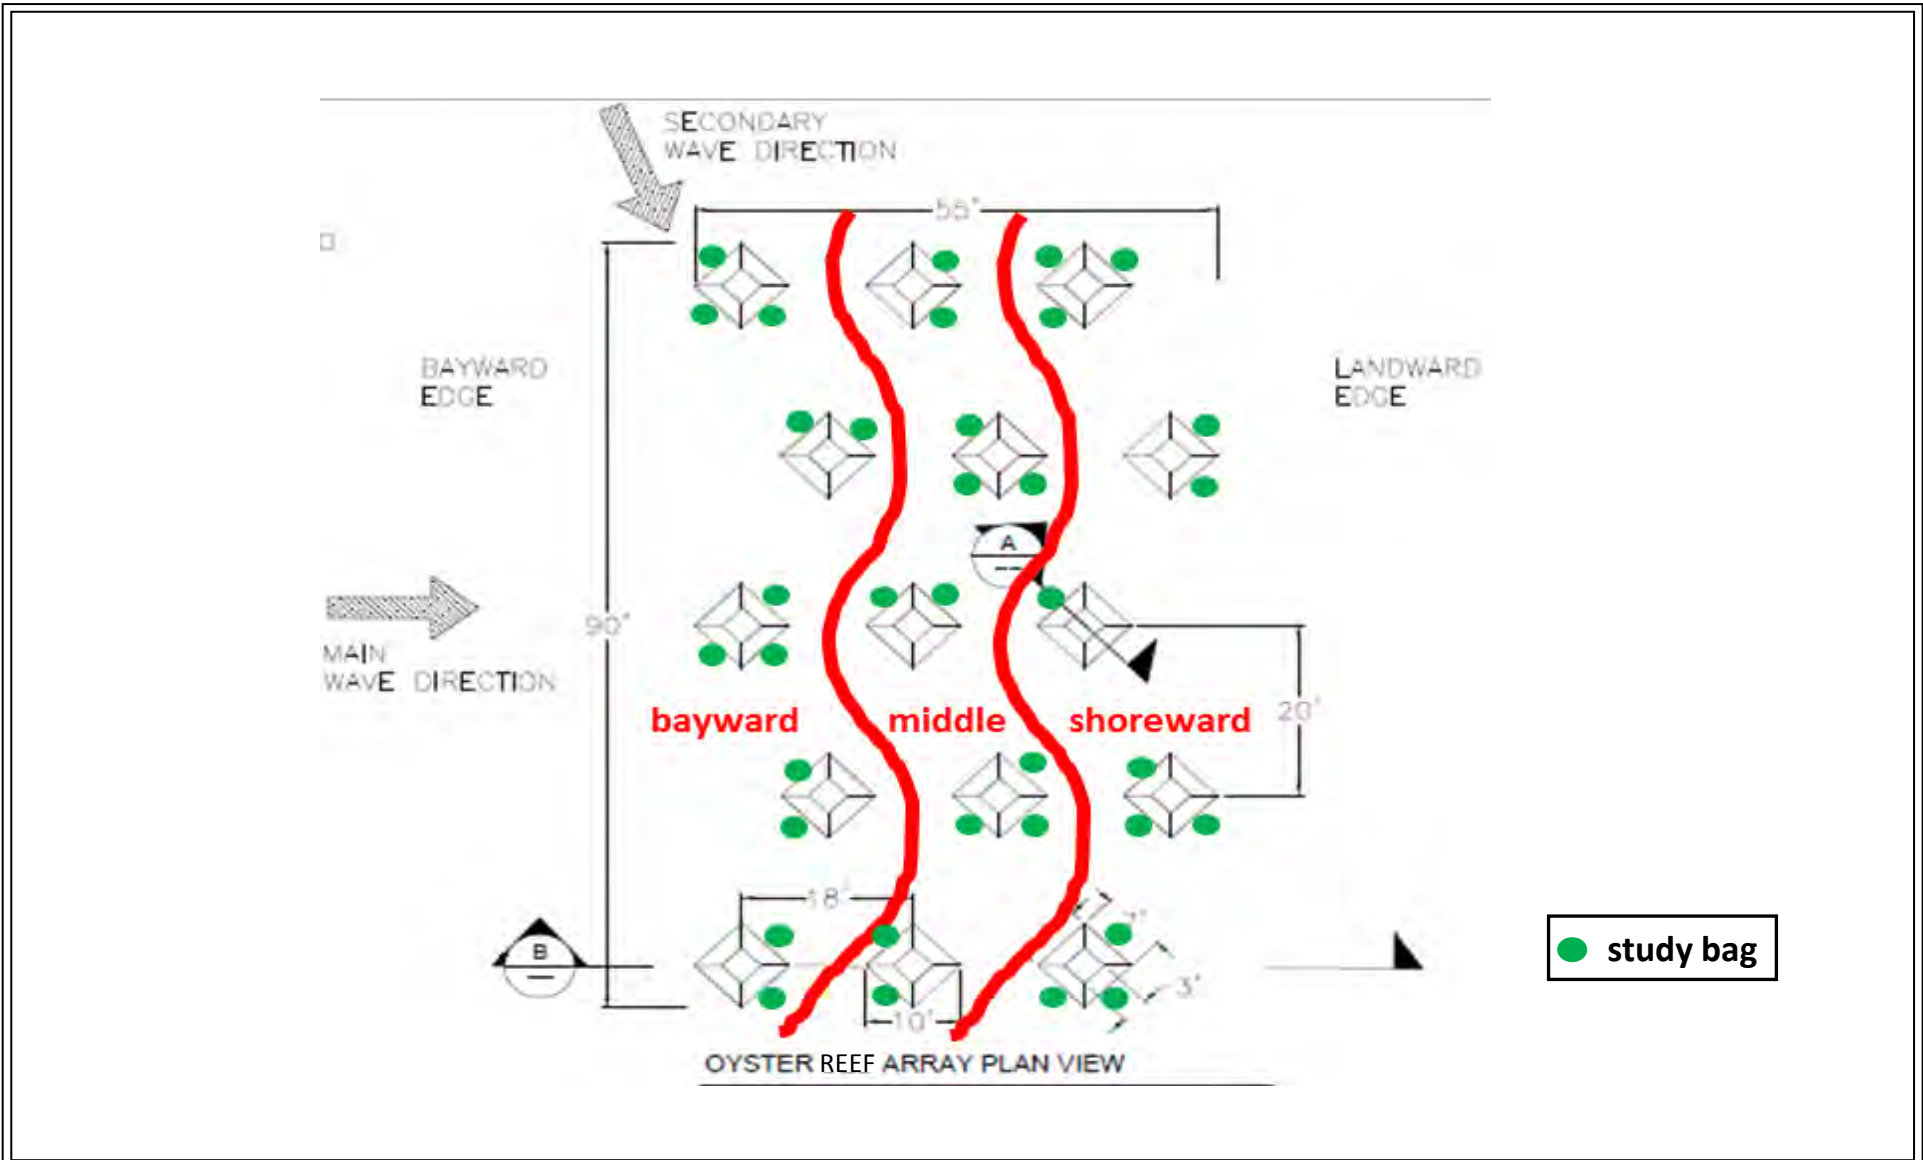 SECONDARY
WAVE DIRECTION
55'
BAYWARD
EDGE
LANDWARD
EDGE
A
90'
MAIN
WAVE DIRECTION
bayward
middle
shoreward
20'
18'
7'
B
3'
10'
study bag
OYSTER REEF ARRAY PLAN VIEW